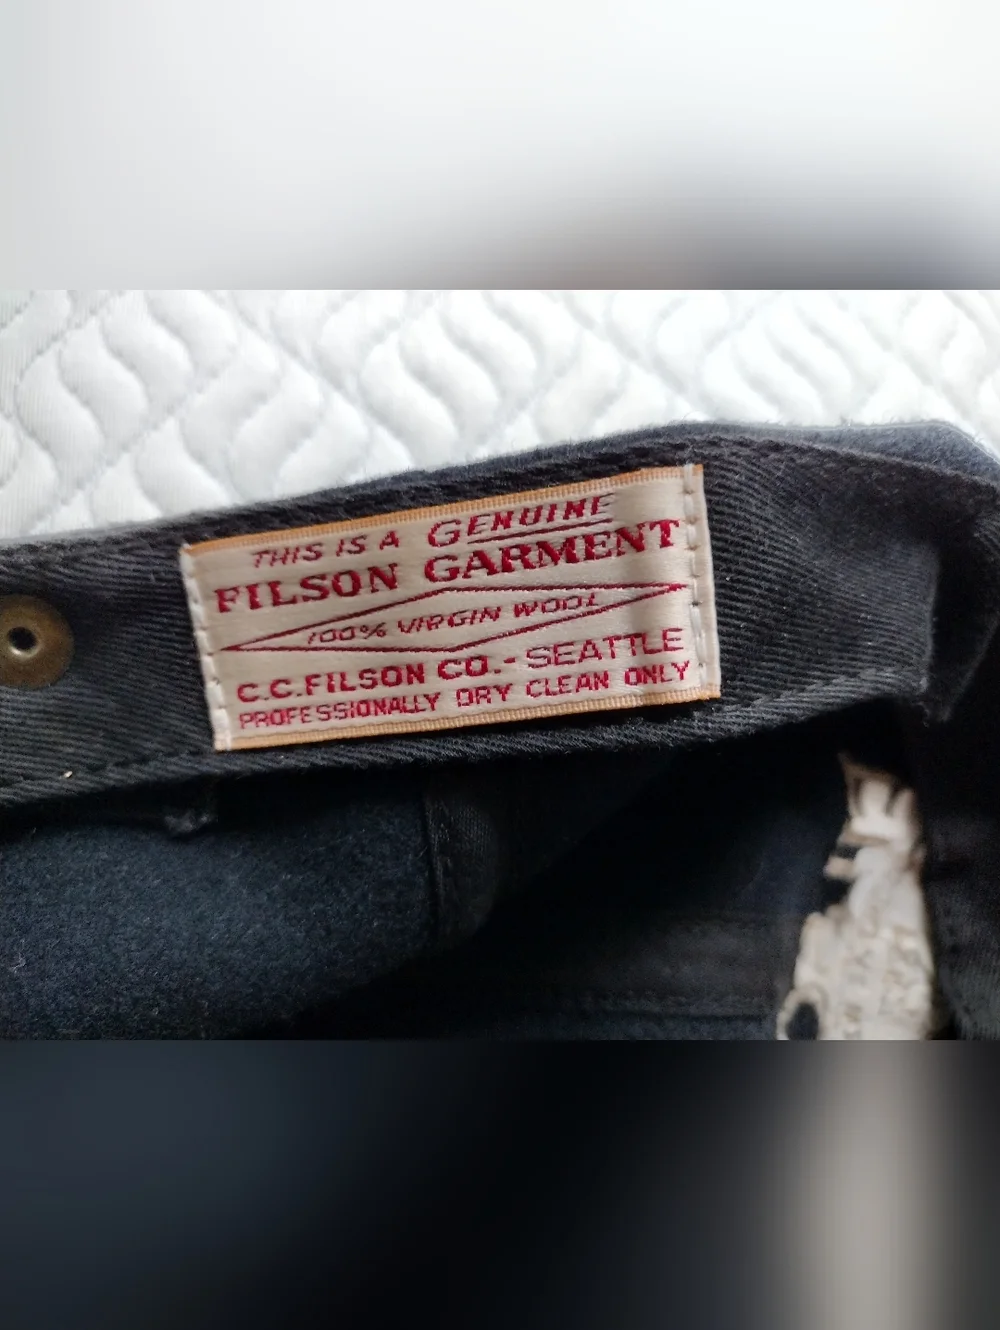 THIS IS A GENUINE
FILSON GARMENT
100% VIRGIN WOOL
C.C.FILSON CO.- SEATTLE
PROFESSIONALLY DRY CLEAN ONLY